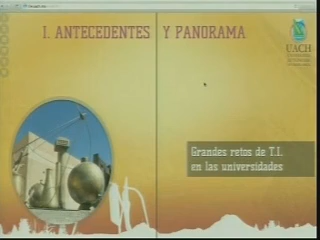 I. ANTECEDENTES Y PANORAMA
UACH
Grandes retos de T.I.
en las universidades